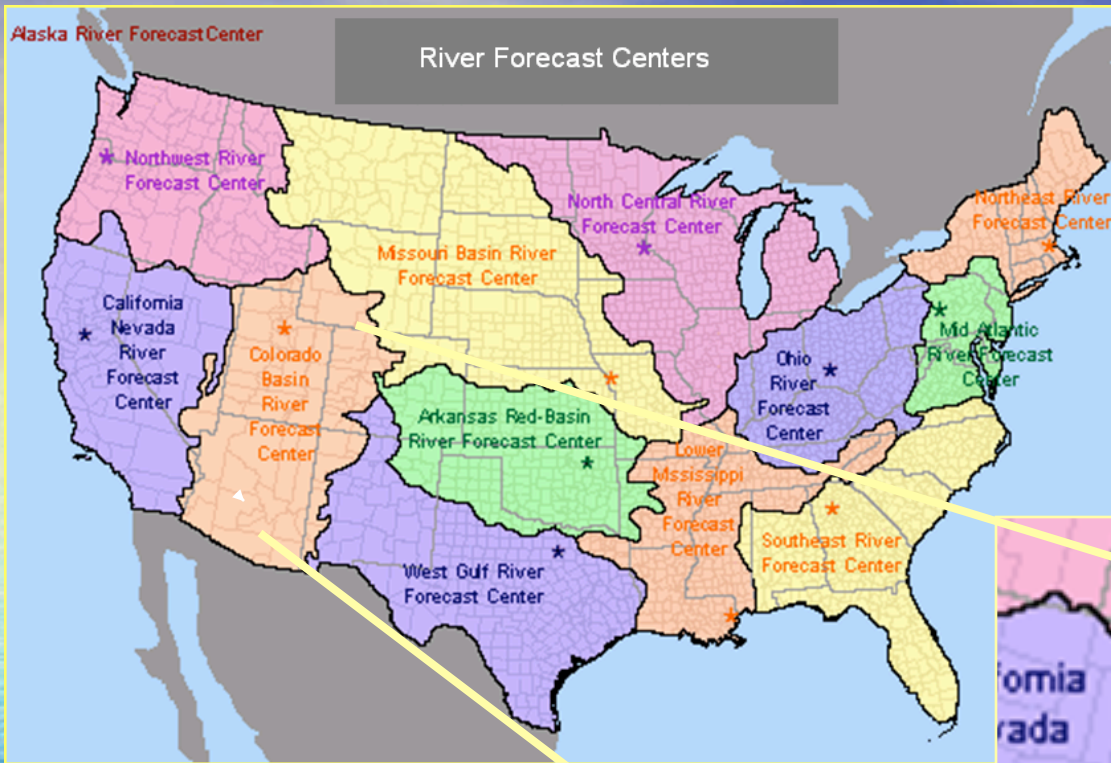 Alaska River Forecast Center
River Forecast Centers
Northwest River
Forecast Center
North Central River
Forecast Center
Northeast River
Forecast Center
Missouri Basin River
Forecast Center
California
Nevada
River
Forecast
Center
Colorado
Basin
River
Forecast
Center
Mid Atlantic
River Forecast
Center
Ohio
River
Forecast
Center
Arkansas Red-Basin
River Forecast Center
Lower
Mssissippi
River
Forecast
Center
Southeast River
Forecast Center
West Gulf River
Forecast Center
ornia
vada